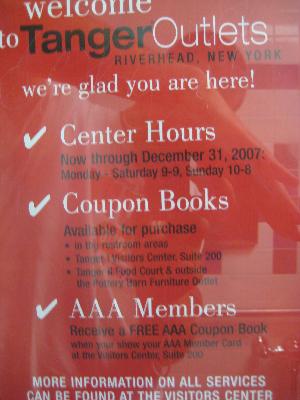 welcome
to TangerOutlets
RIVERHEAD, NEW YORK
we're glad you are here!
✔ Center Hours
Now through December 31, 2007:
Monday - Saturday 9-9, Sunday 10-8
✔ Coupon Books
Available for purchase
• in the restroom areas
• Tanger I Visitors Center, Suite 200
• Tanger II Food Court & outside
the Pottery Barn Furniture Outlet
✔ AAA Members
Receive a FREE AAA Coupon Book
when your show your AAA Member Card
at the Visitors Center, Suite 200
MORE INFORMATION ON ALL SERVICES
CAN BE FOUND AT THE VISITORS CENTER